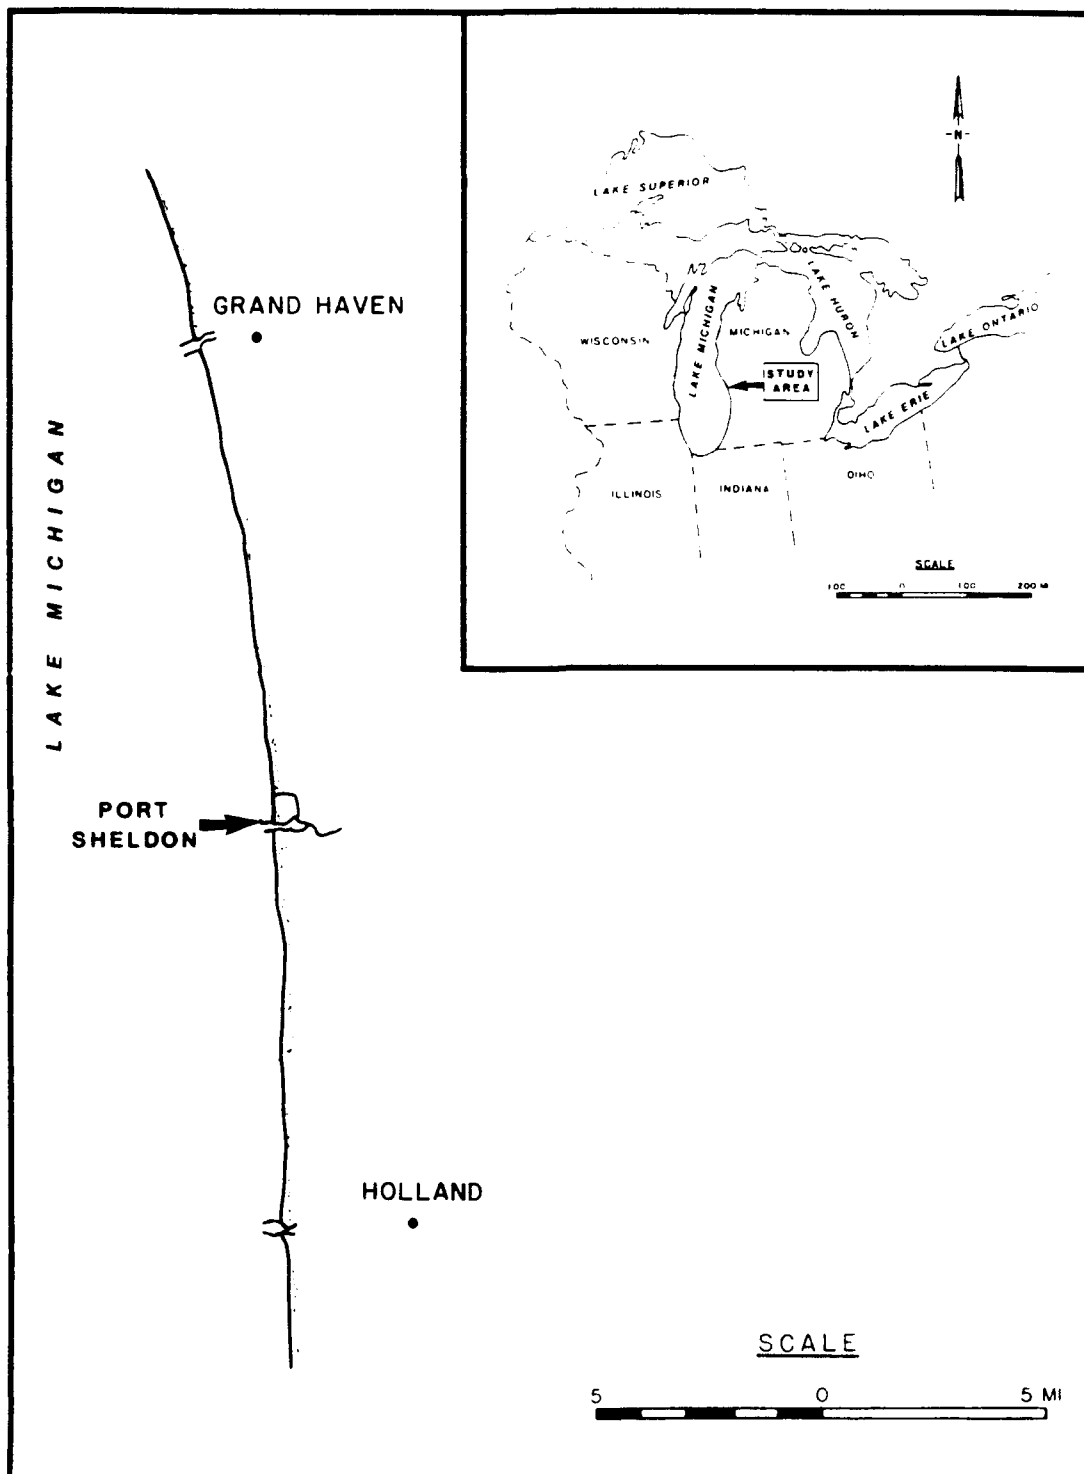 GRAND HAVEN
LAKE MICHIGAN
PORT
SHELDON
HOLLAND
SCALE
5 0 5 MI
-N-
LAKE SUPERIOR
LAKE MICHIGAN
LAKE HURON
LAKE ONTARIO
LAKE ERIE
WISCONSIN
MICHIGAN
STUDY
AREA
ILLINOIS
INDIANA
OIHO
SCALE
100 0 100 200 MI